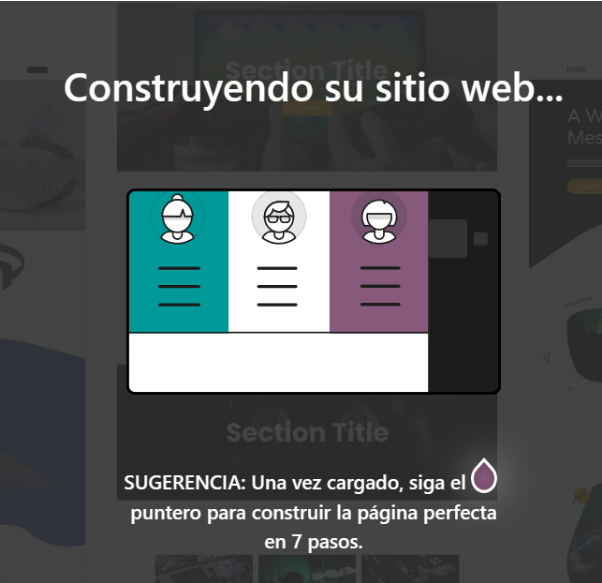 Section Title
Construyendo su sitio web...
LOGO
A W
Mes
Section Title
SUGERENCIA: Una vez cargado, siga el
puntero para construir la página perfecta
en 7 pasos.